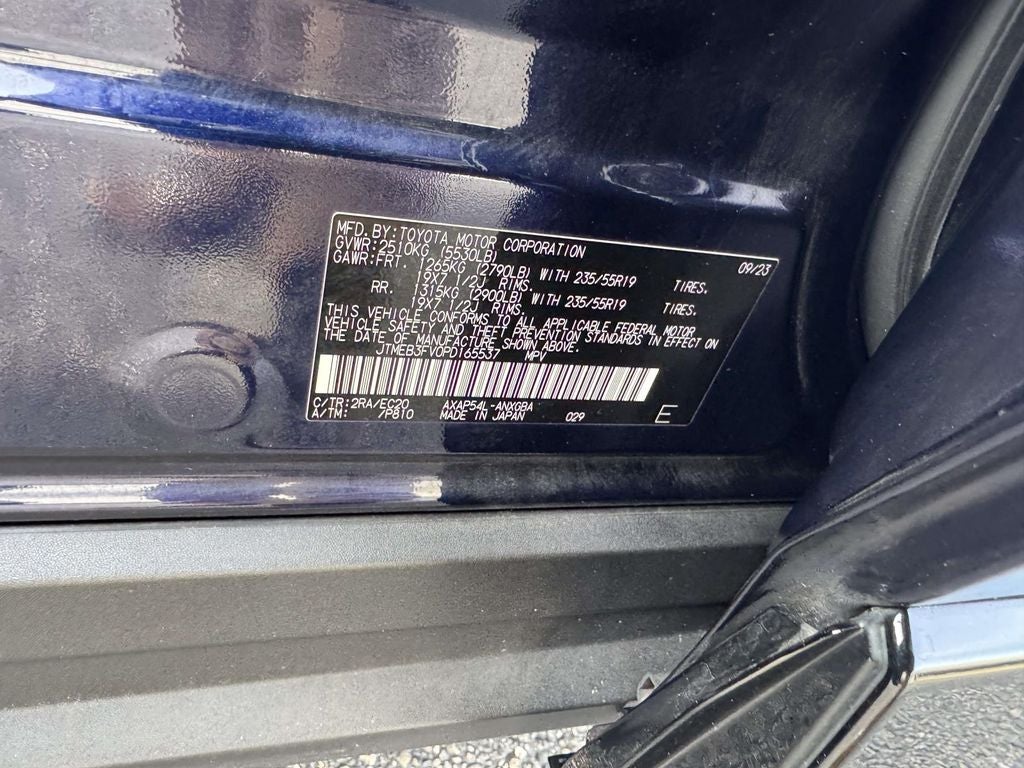 MFD. BY: TOYOTA MOTOR CORPORATION 09/23
GVWR: 2510KG (5530LB)
GAWR: FRT. 1265KG (2790LB) WITH 235/55R19 TIRES.
19X7 1/2J RIMS.
RR. 1315KG (2900LB) WITH 235/55R19 TIRES.
19X7 1/2J RIMS.
THIS VEHICLE CONFORMS TO ALL APPLICABLE FEDERAL MOTOR
VEHICLE SAFETY AND THEFT PREVENTION STANDARDS IN EFFECT ON
THE DATE OF MANUFACTURE SHOWN ABOVE.
JTMEB3FV0PD165537 MPV
C/TR: 2RA/EC20 AXAP54L-ANXGBA
A/TM: -/P810 MADE IN JAPAN 029 E